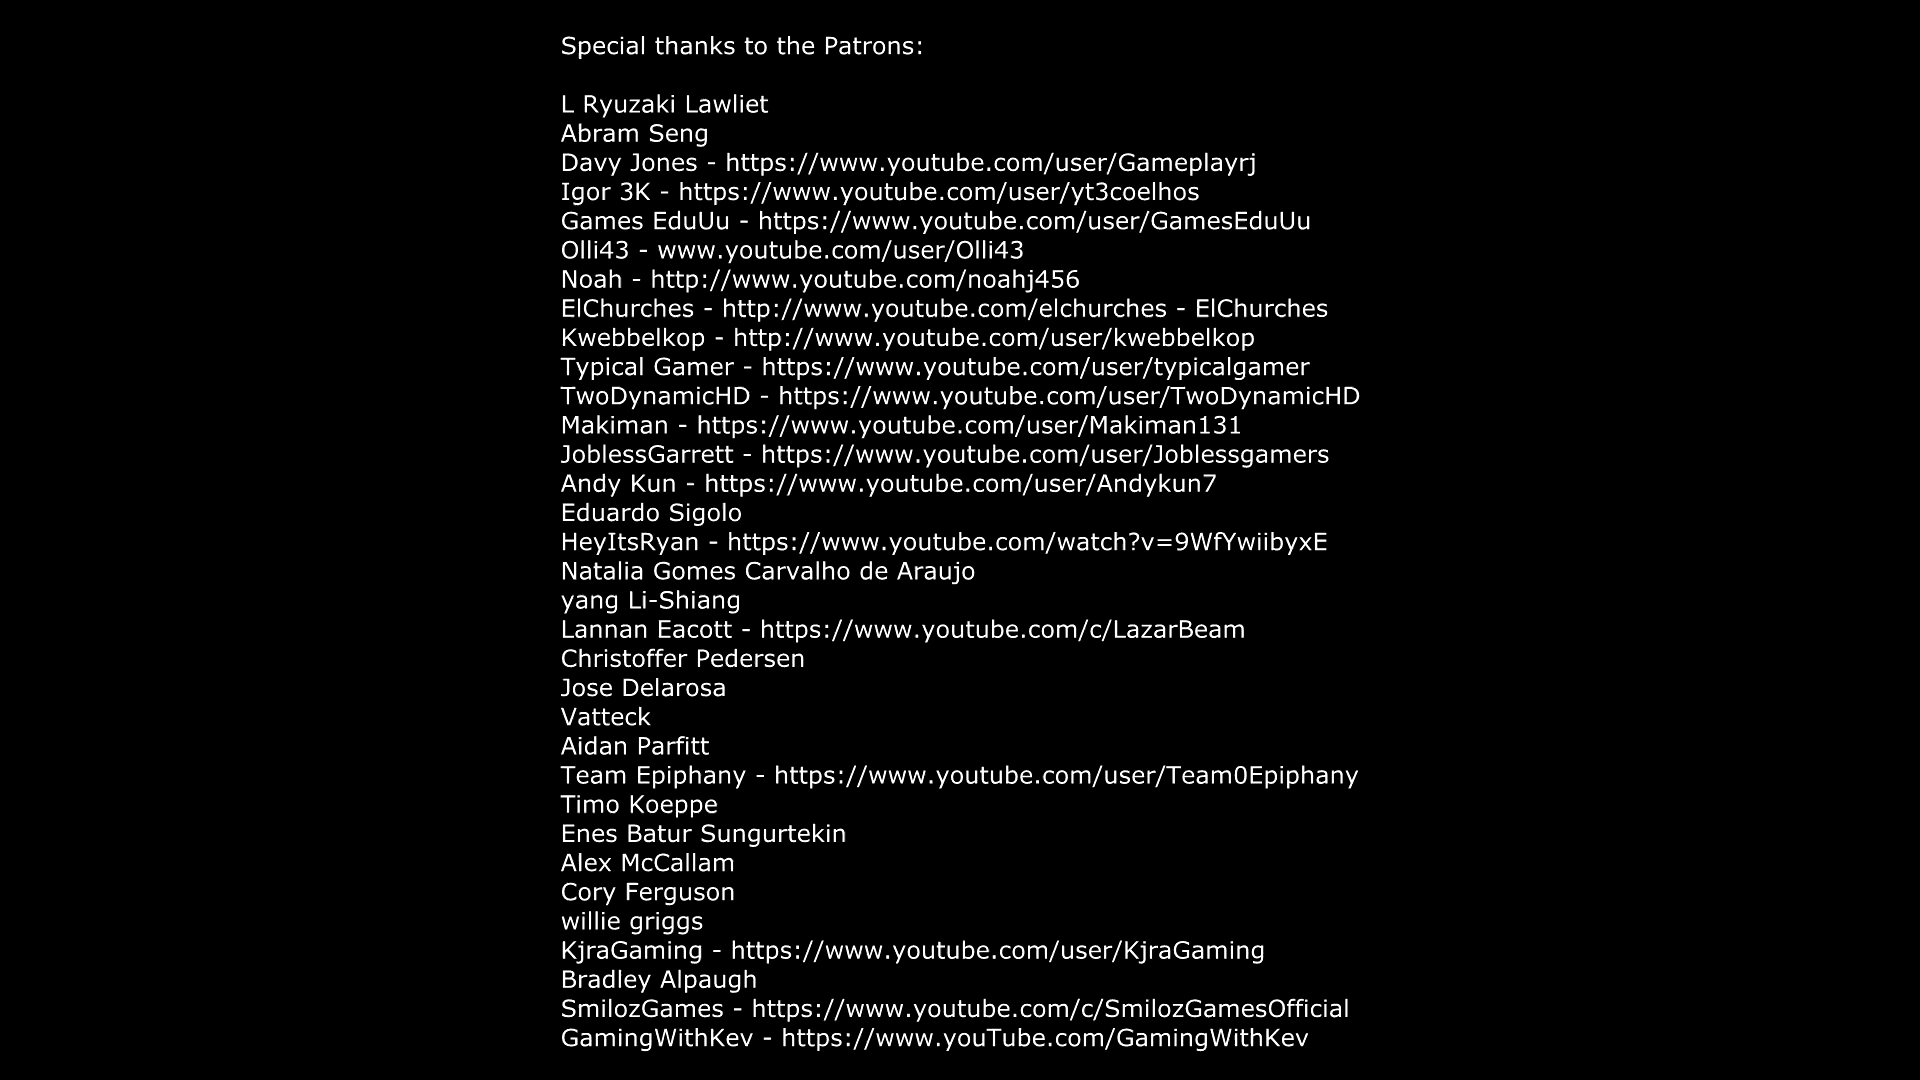 Special thanks to the Patrons:
L Ryuzaki Lawliet
Abram Seng
Davy Jones - https://www.youtube.com/user/Gameplayrj
Igor 3K - https://www.youtube.com/user/yt3coelhos
Games EduUu - https://www.youtube.com/user/GamesEduUu
Olli43 - www.youtube.com/user/Olli43
Noah - http://www.youtube.com/noahj456
ElChurches - http://www.youtube.com/elchurches - ElChurches
Kwebbelkop - http://www.youtube.com/user/kwebbelkop
Typical Gamer - https://www.youtube.com/user/typicalgamer
TwoDynamicHD - https://www.youtube.com/user/TwoDynamicHD
Makiman - https://www.youtube.com/user/Makiman131
JoblessGarrett - https://www.youtube.com/user/Joblessgamers
Andy Kun - https://www.youtube.com/user/Andykun7
Eduardo Sigolo
HeyItsRyan - https://www.youtube.com/watch?v=9WfYwiibyxE
Natalia Gomes Carvalho de Araujo
yang Li-Shiang
Lannan Eacott - https://www.youtube.com/c/LazarBeam
Christoffer Pedersen
Jose Delarosa
Vatteck
Aidan Parfitt
Team Epiphany - https://www.youtube.com/user/Team0Epiphany
Timo Koeppe
Enes Batur Sungurtekin
Alex McCallam
Cory Ferguson
willie griggs
KjraGaming - https://www.youtube.com/user/KjraGaming
Bradley Alpaugh
SmilozGames - https://www.youtube.com/c/SmilozGamesOfficial
GamingWithKev - https://www.youTube.com/GamingWithKev